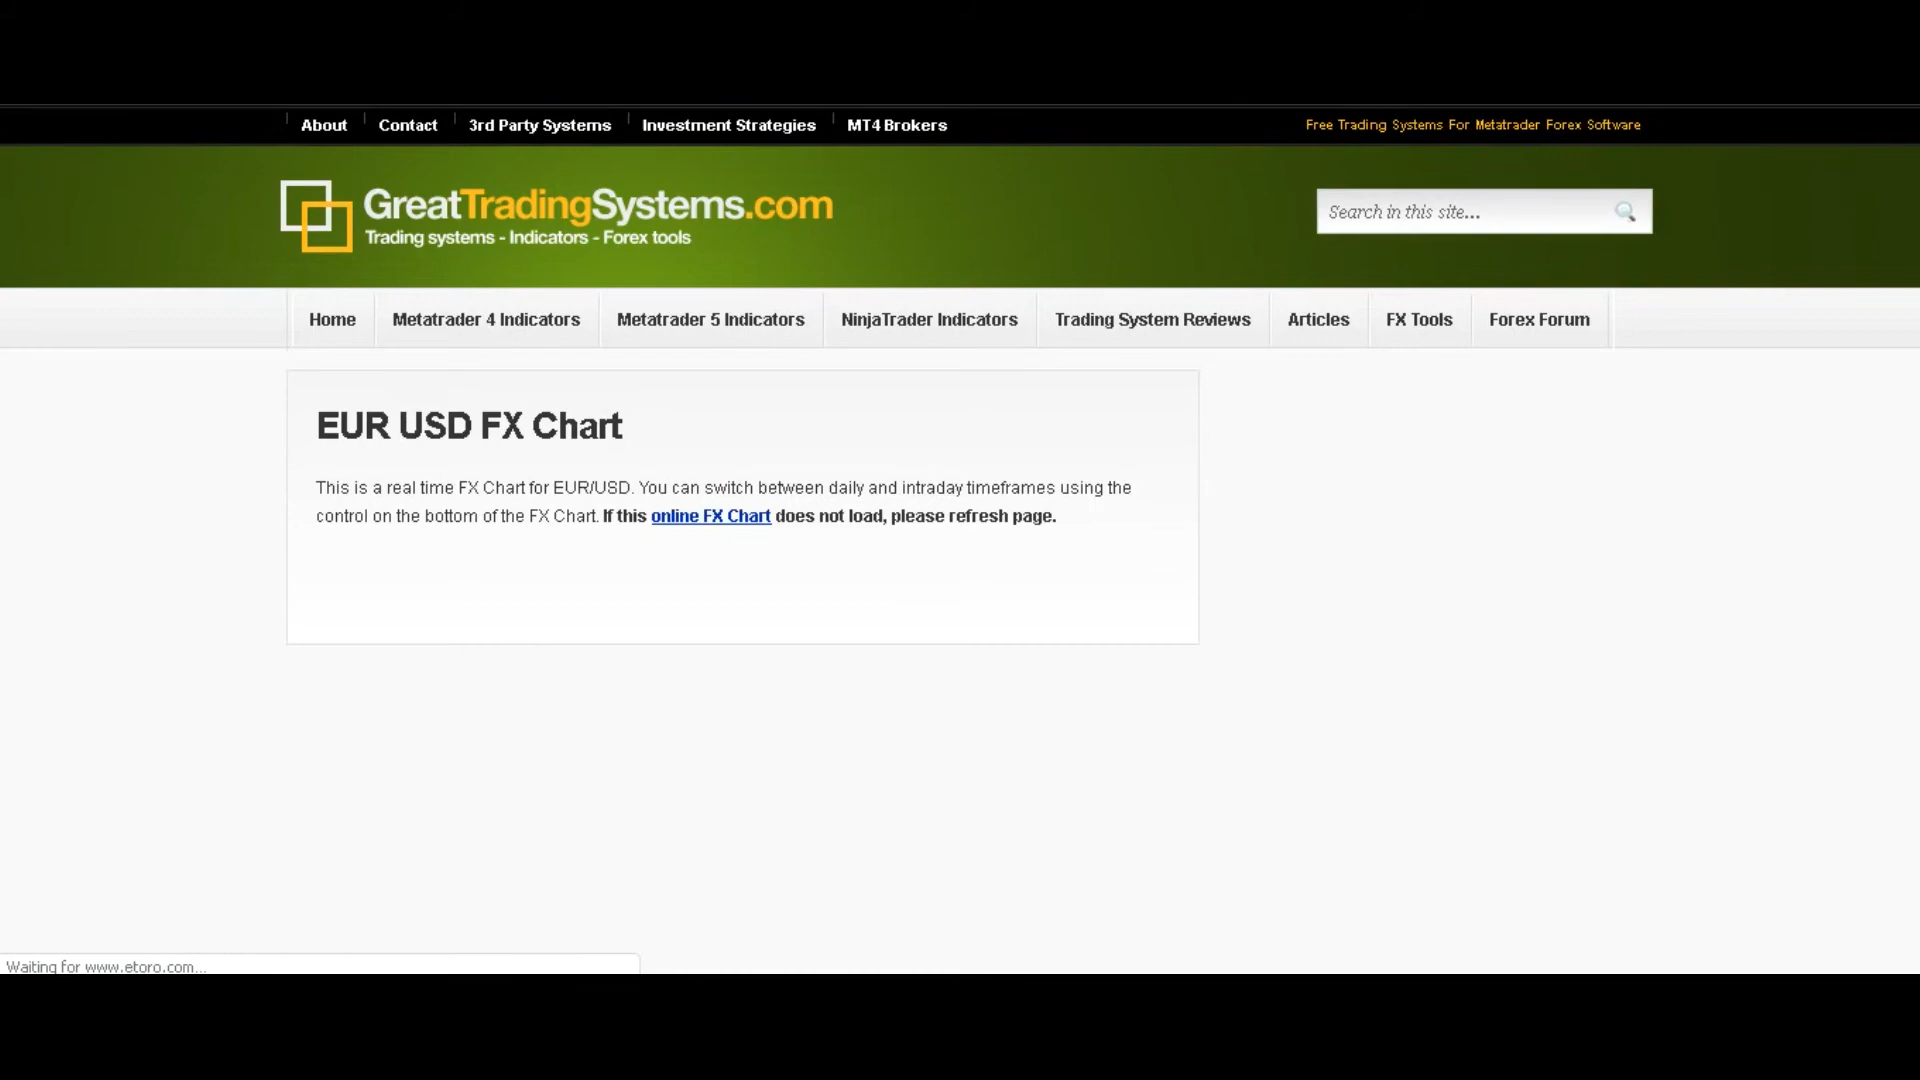 About Contact 3rd Party Systems Investment Strategies MT4 Brokers Free Trading Systems For Metatrader Forex Software
GreatTradingSystems.com
Trading systems - Indicators - Forex tools
Search in this site...
Home Metatrader 4 Indicators Metatrader 5 Indicators NinjaTrader Indicators Trading System Reviews Articles FX Tools Forex Forum
EUR USD FX Chart
This is a real time FX Chart for EUR/USD. You can switch between daily and intraday timeframes using the
control on the bottom of the FX Chart. If this online FX Chart does not load, please refresh page.
Waiting for www.etoro.com...